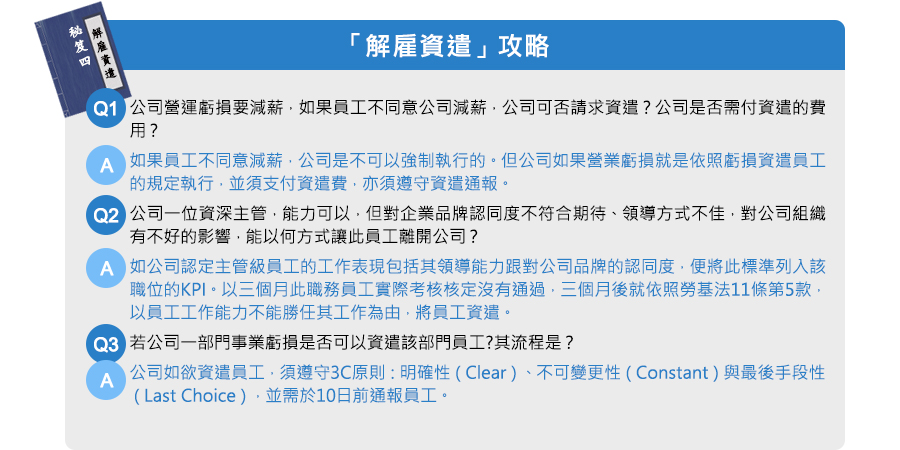 秘笈四
解雇資遣
「解雇資遣」攻略
Q1 公司營運虧損要減薪，如果員工不同意公司減薪，公司可否請求資遣？公司是否需付資遣的費
用？
A 如果員工不同意減薪，公司是不可以強制執行的。但公司如果營業虧損就是依照虧損資遣員工
的規定執行，並須支付資遣費，亦須遵守資遣通報。
Q2 公司一位資深主管，能力可以，但對企業品牌認同度不符合期待、領導方式不佳，對公司組織
有不好的影響，能以何方式讓此員工離開公司？
A 如公司認定主管級員工的工作表現包括其領導能力跟對公司品牌的認同度，便將此標準列入該
職位的KPI。以三個月此職務員工實際考核核定沒有通過，三個月後就依照勞基法11條第5款，
以員工工作能力不能勝任其工作為由，將員工資遣。
Q3 若公司一部門事業虧損是否可以資遣該部門員工?其流程是？
A 公司如欲資遣員工，須遵守3C原則：明確性（Clear）、不可變更性（Constant）與最後手段性
（Last Choice），並需於10日前通報員工。